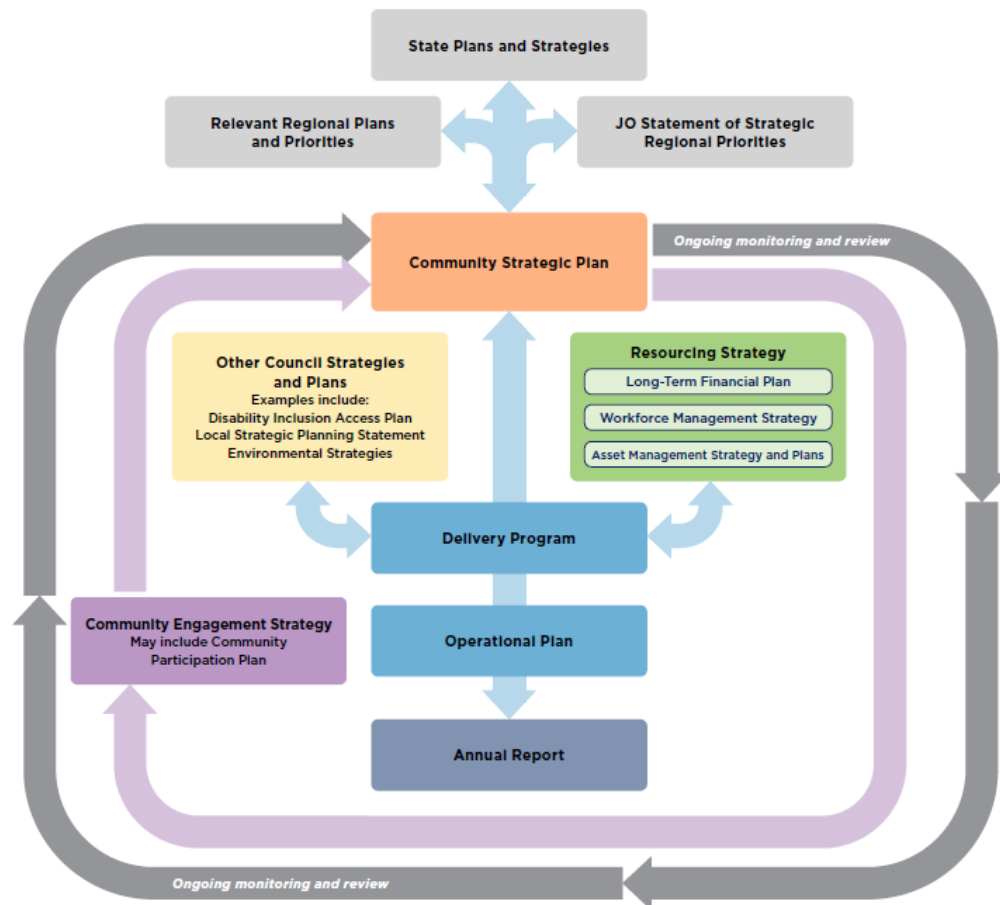 State Plans and Strategies
Relevant Regional Plans
and Priorities
JO Statement of Strategic
Regional Priorities
Community Strategic Plan
Ongoing monitoring and review
Other Council Strategies
and Plans
Examples include:
Disability Inclusion Access Plan
Local Strategic Planning Statement
Environmental Strategies
Resourcing Strategy
Long-Term Financial Plan
Workforce Management Strategy
Asset Management Strategy and Plans
Delivery Program
Community Engagement Strategy
May include Community
Participation Plan
Operational Plan
Annual Report
Ongoing monitoring and review